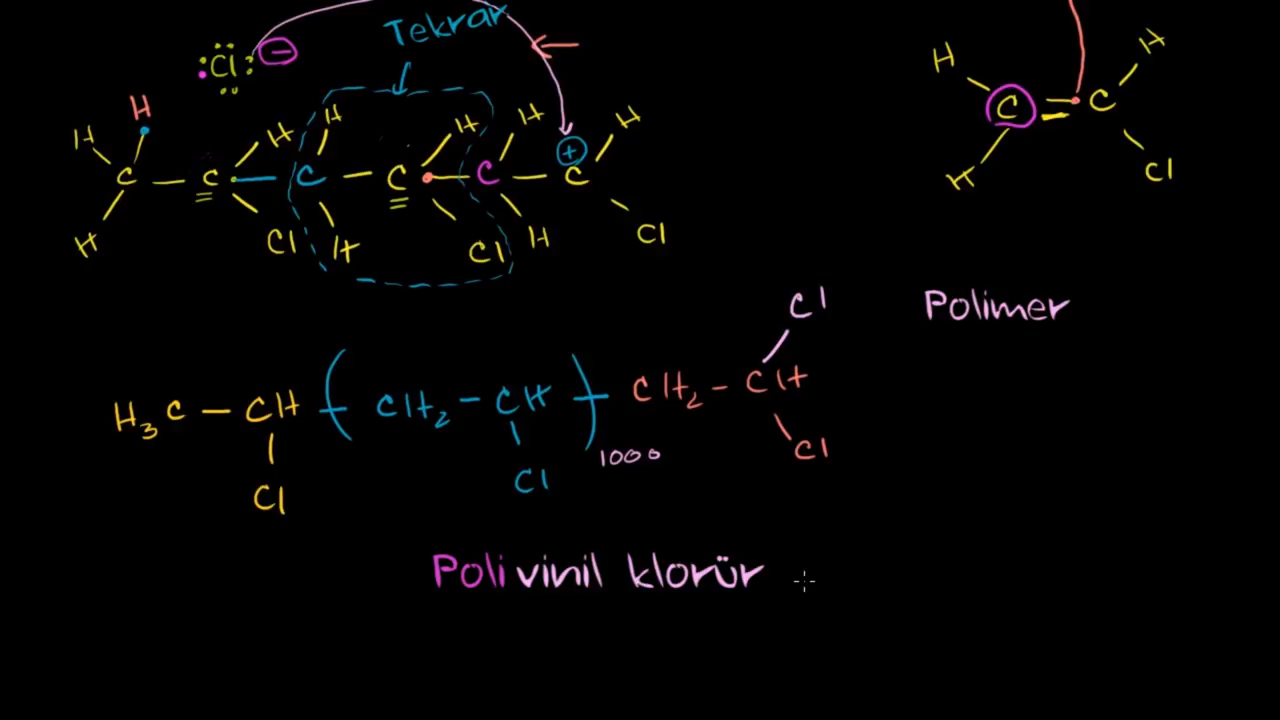 Tekrar
:Cl: −
H H
H H H H H H
C — C — C — C — C — C + C = C
H Cl H Cl H Cl H Cl
Polimer
Cl
H₃C — CH ( CH₂ — CH ) CH₂ — CH
1000
Cl Cl Cl
Polivinil klorür